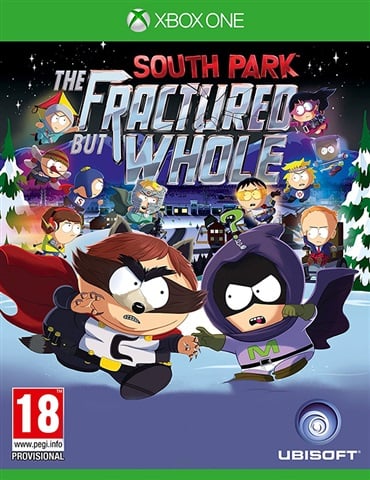 XBOX ONE
SOUTH PARK
THE FRACTURED
BUT WHOLE
?
C
M
18
www.pegi.info
PROVISIONAL
UBISOFT